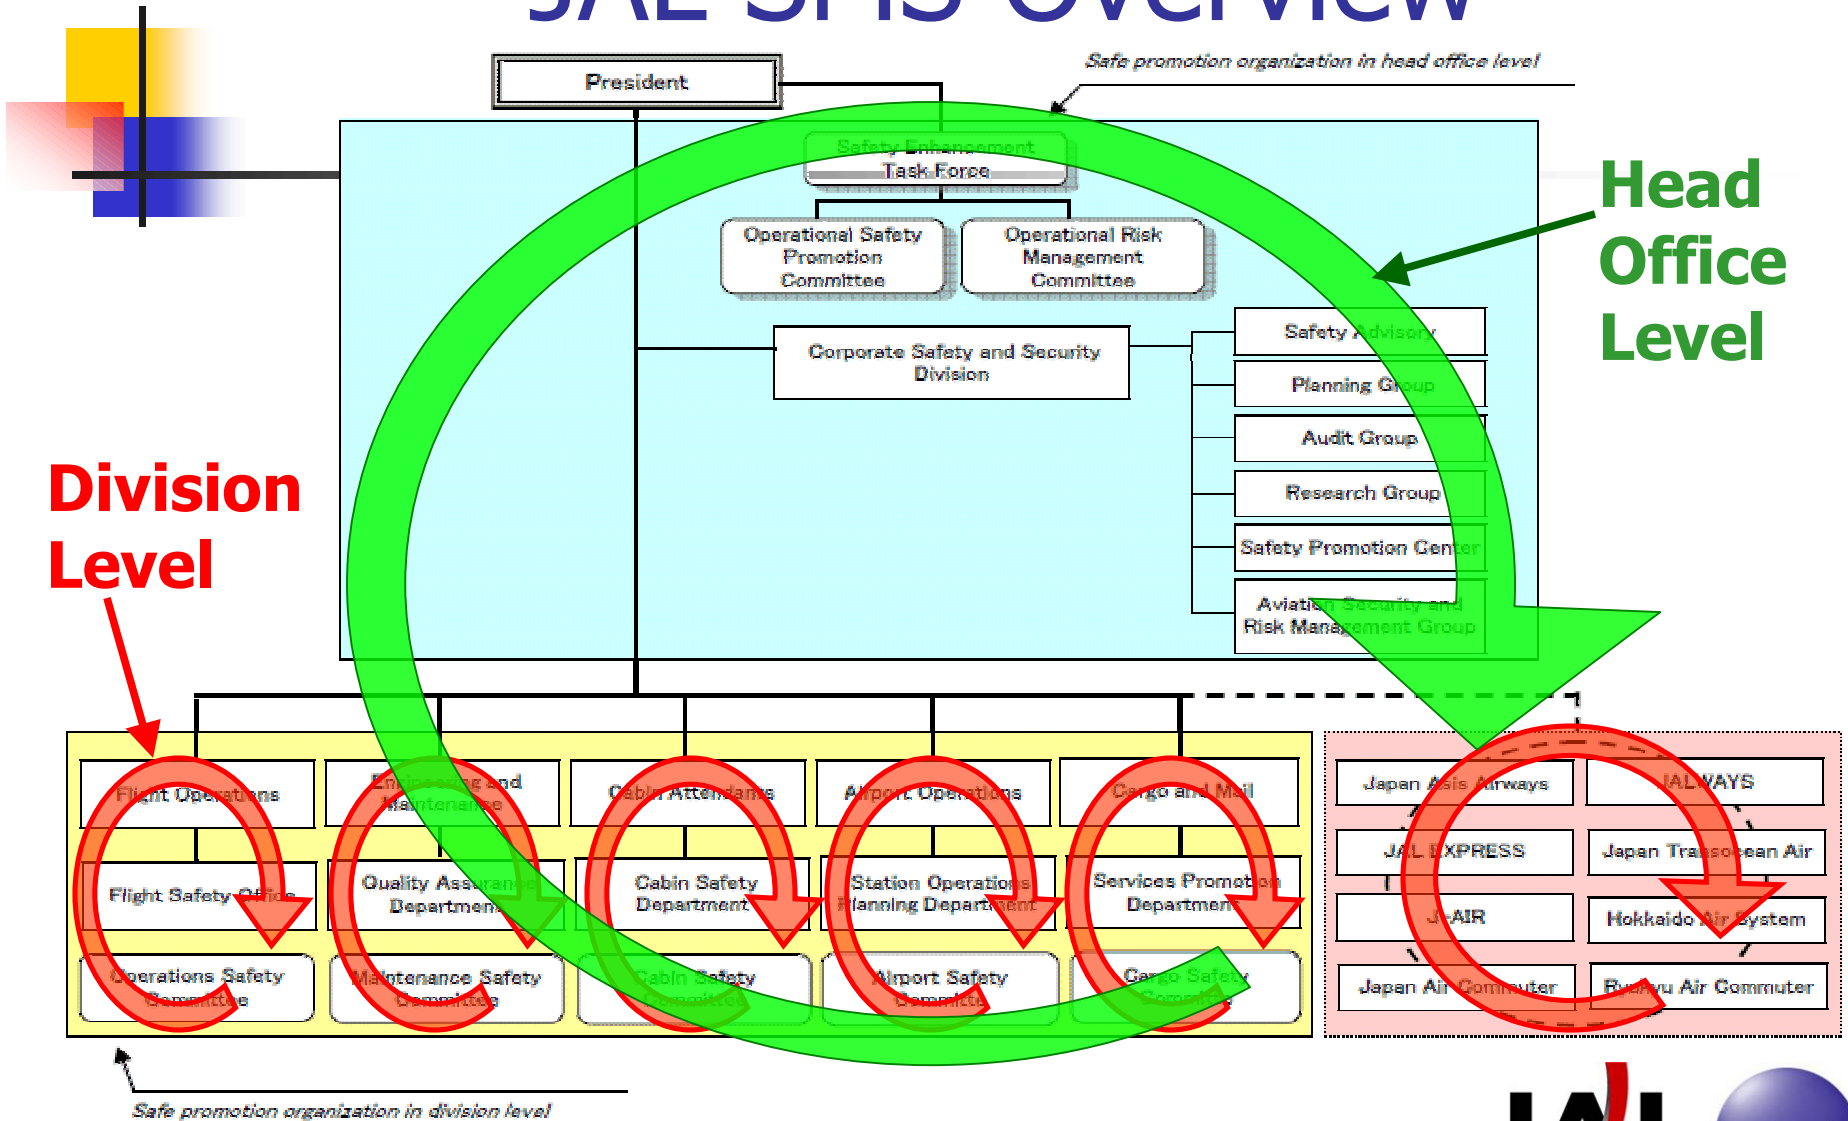 JAL SMS Overview
Safe promotion organization in head office level
President
Safety Enhancement
Task Force
Head
Office
Level
Operational Safety
Promotion
Committee
Operational Risk
Management
Committee
Corporate Safety and Security
Division
Safety Advisory
Planning Group
Audit Group
Research Group
Safety Promotion Center
Aviation Security and
Risk Management Group
Division
Level
Flight Operations
Engineering and
Maintenance
Cabin Attendants
Airport Operations
Cargo and Mail
Flight Safety Office
Quality Assurance
Department
Cabin Safety
Department
Station Operations
Planning Department
Services Promotion
Department
Operations Safety
Committee
Maintenance Safety
Committee
Cabin Safety
Committee
Airport Safety
Committe
Cargo Safety
Japan Asis Airways
JALWAYS
JAL EXPRESS
Japan Transocean Air
J-AIR
Hokkaido Air System
Japan Air Commuter
Ryukyu Air Commuter
Safe promotion organization in division level
JAL